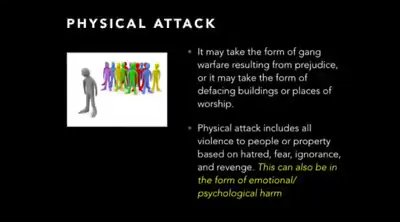 PHYSICAL ATTACK
• It may take the form of gang
warfare resulting from prejudice,
or it may take the form of
defacing buildings or places of
worship.
• Physical attack includes all
violence to people or property
based on hatred, fear, ignorance,
and revenge. This can also be in
the form of emotional/
psychological harm